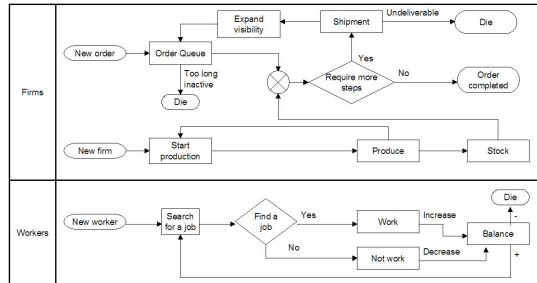 Firms
New order
Order Queue
Expand
visibility
Shipment
Undeliverable
Die
Too long
inactive
Die
Require more
steps
Yes
No
Order
completed
New firm
Start
production
Produce
Stock
Workers
New worker
Search
for a job
Find a
job
Yes
No
Work
Not work
Increase
Decrease
Balance
Die
-
+